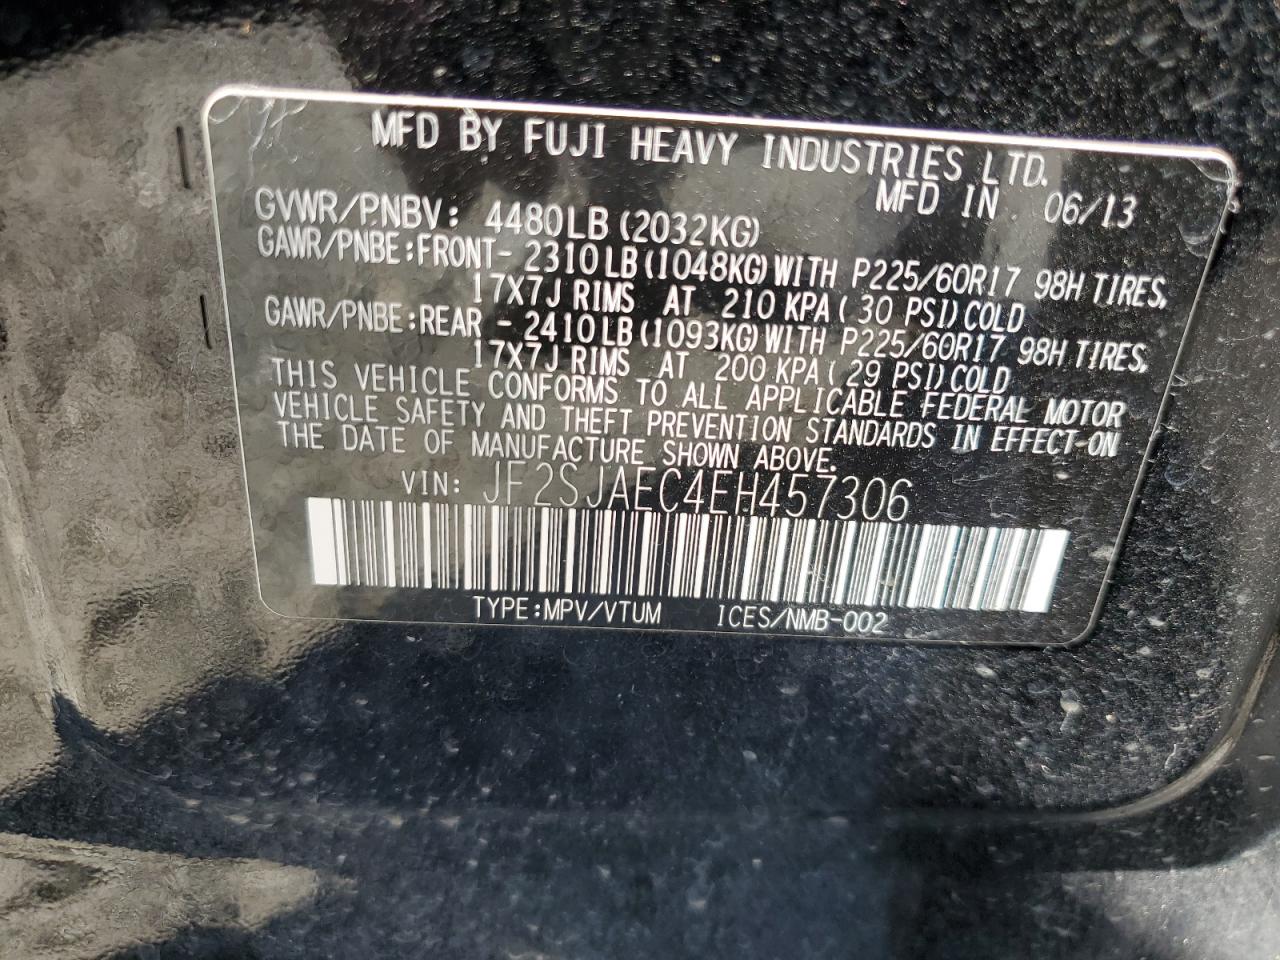 MFD BY FUJI HEAVY INDUSTRIES LTD.
MFD IN 06/13
GVWR/PNBV: 4480LB (2032KG)
GAWR/PNBE:FRONT- 2310LB(1048KG)WITH P225/60R17 98H TIRES,
17X7J RIMS AT 210 KPA( 30 PSI)COLD
GAWR/PNBE:REAR - 2410LB(1093KG)WITH P225/60R17 98H TIRES,
17X7J RIMS AT 200 KPA( 29 PSI)COLD
THIS VEHICLE CONFORMS TO ALL APPLICABLE FEDERAL MOTOR
VEHICLE SAFETY AND THEFT PREVENTION STANDARDS IN EFFECT ON
THE DATE OF MANUFACTURE SHOWN ABOVE.
VIN: JF2SJAEC4EH457306
TYPE:MPV/VTUM ICES/NMB-002